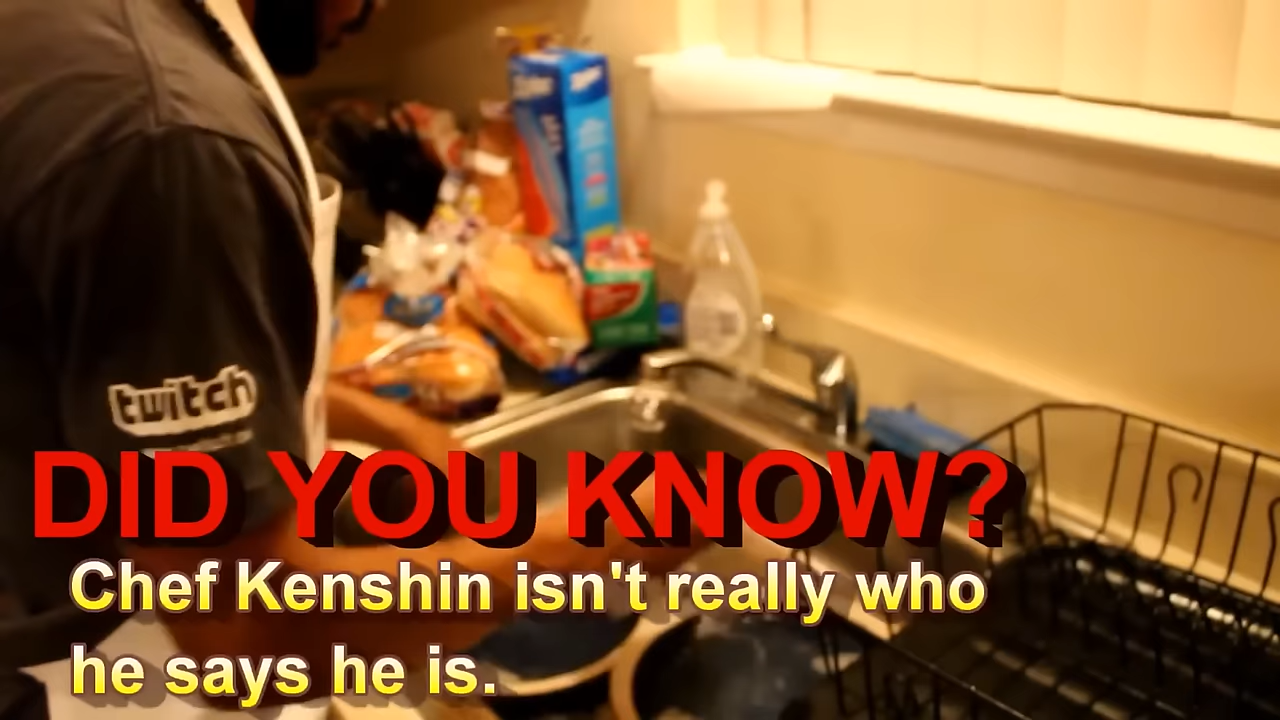 twitch
DID YOU KNOW?
Chef Kenshin isn't really who
he says he is.